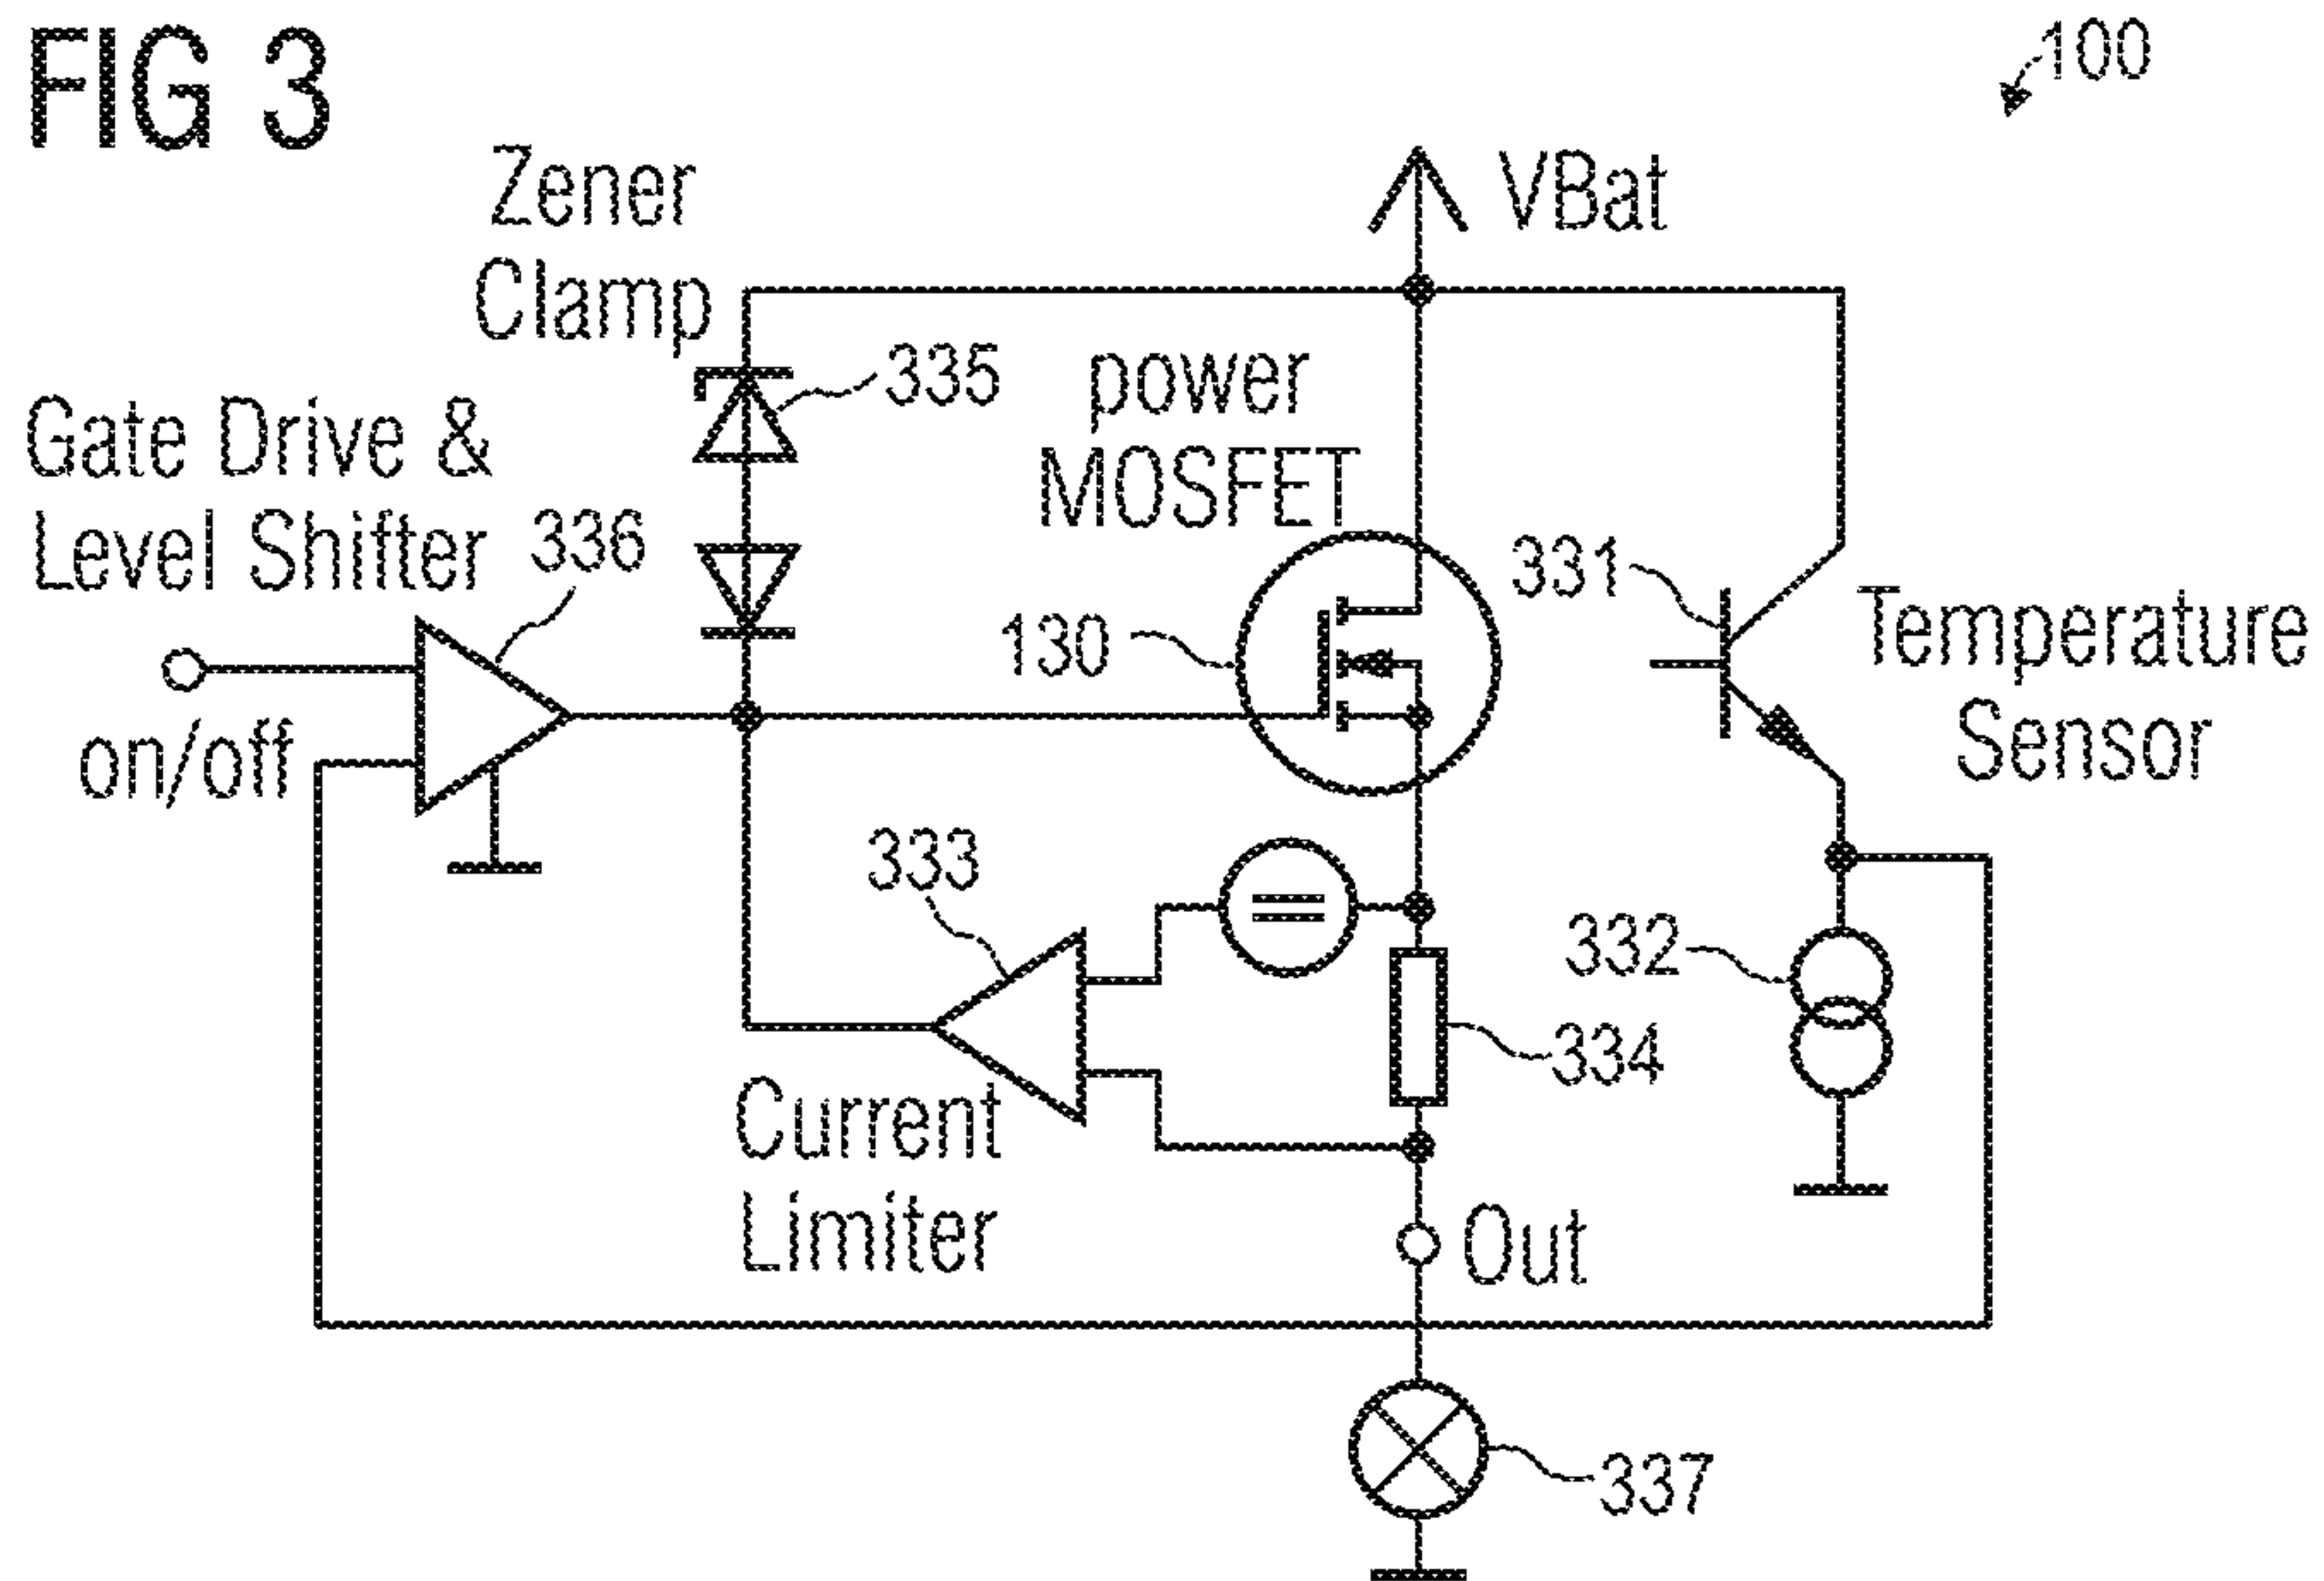 FIG 3
100
Zener
Clamp
VBat
335
power
MOSFET
Gate Drive &
Level Shifter
336
331
130
Temperature
Sensor
on/off
333
332
334
Current
Limiter
Out
337